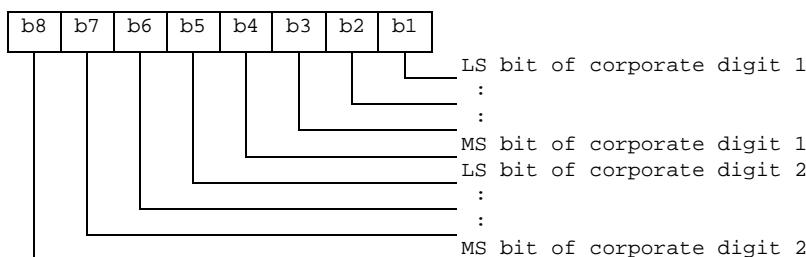 b8 b7 b6 b5 b4 b3 b2 b1
LS bit of corporate digit 1
:
:
MS bit of corporate digit 1
LS bit of corporate digit 2
:
:
MS bit of corporate digit 2